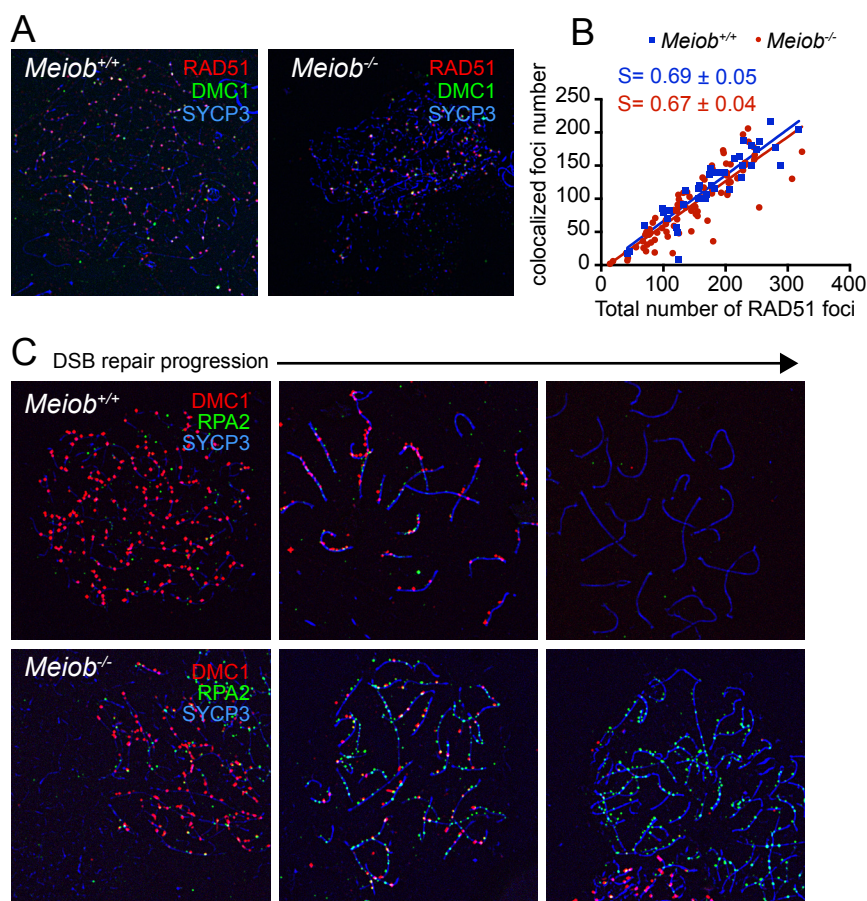 A
Meiob+/+
RAD51
DMC1
SYCP3
Meiob-/-
RAD51
DMC1
SYCP3
B
Meiob+/+ Meiob-/-
S= 0.69 ± 0.05
S= 0.67 ± 0.04
colocalized foci number
250
200
150
100
50
0
0 100 200 300 400
Total number of RAD51 foci
C DSB repair progression
Meiob+/+
DMC1
RPA2
SYCP3
Meiob-/-
DMC1
RPA2
SYCP3